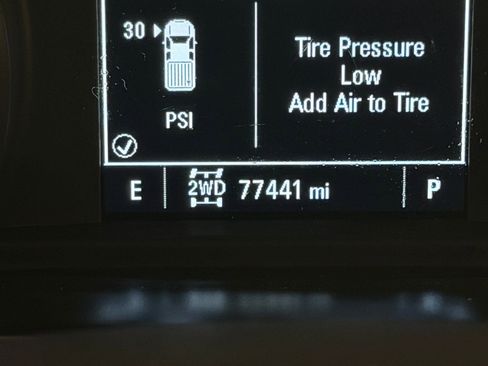 30
Tire Pressure
Low
Add Air to Tire
PSI
E 2WD 77441 mi P